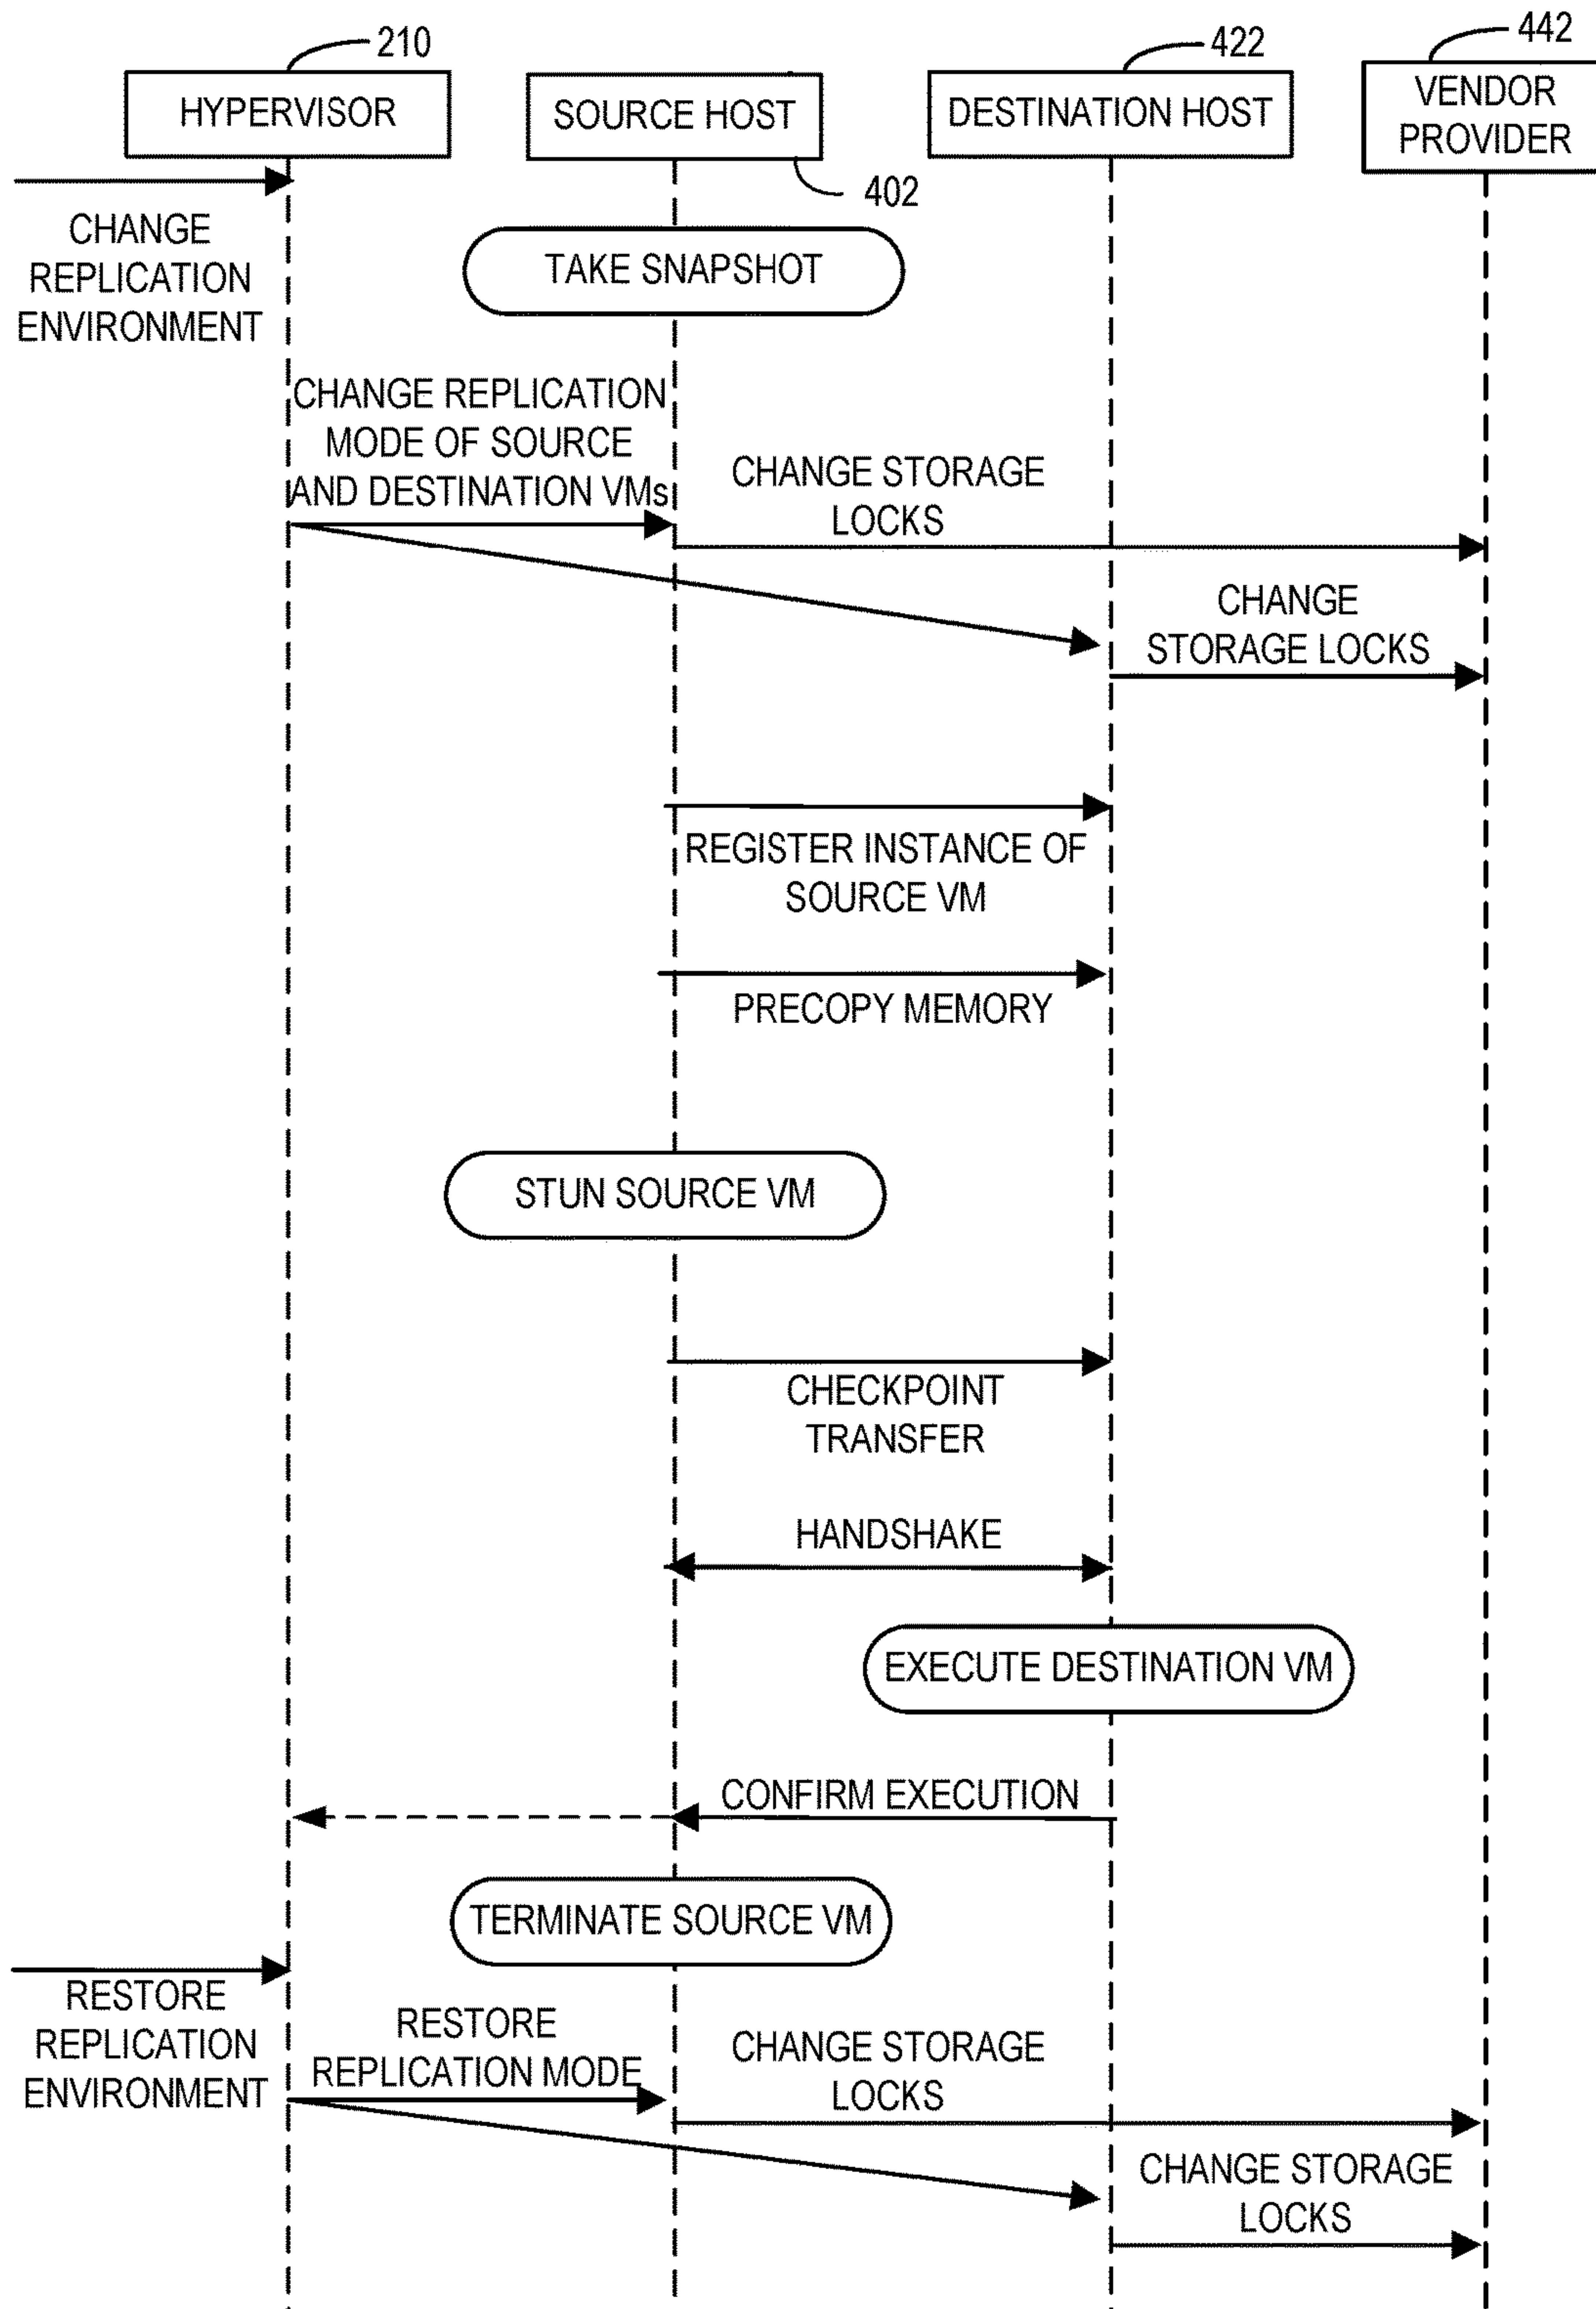 210
422
442
HYPERVISOR
SOURCE HOST
DESTINATION HOST
VENDOR
PROVIDER
402
CHANGE
REPLICATION
ENVIRONMENT
TAKE SNAPSHOT
CHANGE REPLICATION
MODE OF SOURCE
AND DESTINATION VMs
CHANGE STORAGE
LOCKS
CHANGE
STORAGE LOCKS
REGISTER INSTANCE OF
SOURCE VM
PRECOPY MEMORY
STUN SOURCE VM
CHECKPOINT
TRANSFER
HANDSHAKE
EXECUTE DESTINATION VM
CONFIRM EXECUTION
TERMINATE SOURCE VM
RESTORE
REPLICATION
ENVIRONMENT
RESTORE
REPLICATION MODE
CHANGE STORAGE
LOCKS
CHANGE STORAGE
LOCKS